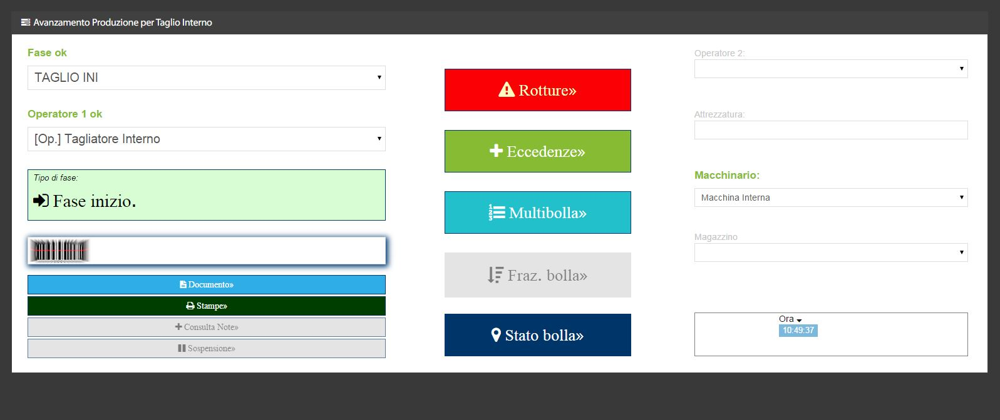 Avanzamento Produzione per Taglio Interno
Fase ok
TAGLIO INI
Operatore 1 ok
[Op.] Tagliatore Interno
Tipo di fase:
Fase inizio.
Documento»
Stampe»
Consulta Note»
Sospensione»
Rotture»
Eccedenze»
Multibolla»
Fraz. bolla»
Stato bolla»
Operatore 2:
Attrezzatura:
Macchinario:
Macchina Interna
Magazzino
Ora
10:49:37